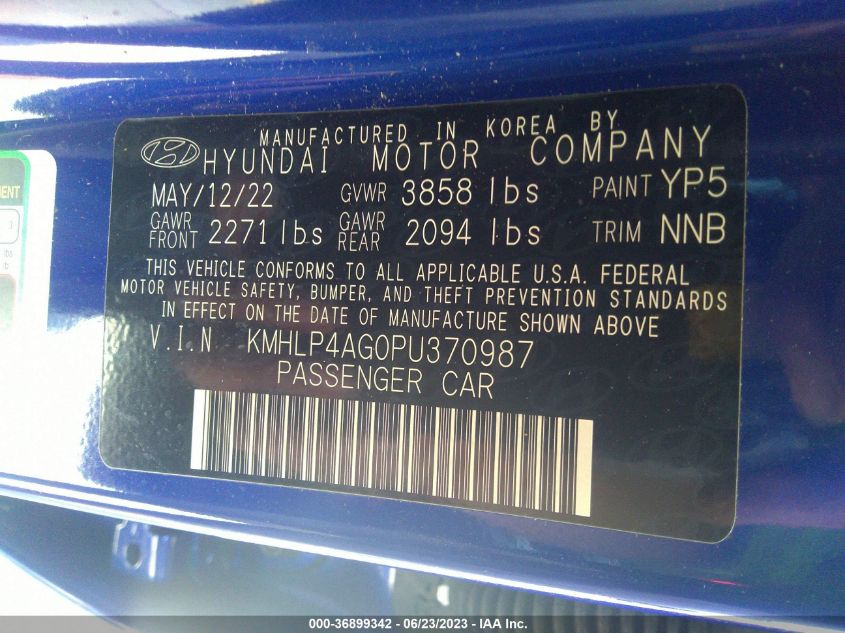 MANUFACTURED IN KOREA BY
HYUNDAI MOTOR COMPANY
MAY/12/22 GVWR 3858 lbs PAINT YP5
GAWR FRONT 2271 lbs GAWR REAR 2094 lbs TRIM NNB
THIS VEHICLE CONFORMS TO ALL APPLICABLE U.S.A. FEDERAL
MOTOR VEHICLE SAFETY, BUMPER, AND THEFT PREVENTION STANDARDS
IN EFFECT ON THE DATE OF MANUFACTURE SHOWN ABOVE
V.I.N KMHLP4AG0PU370987
PASSENGER CAR
000-36899342 - 06/23/2023 - IAA Inc.